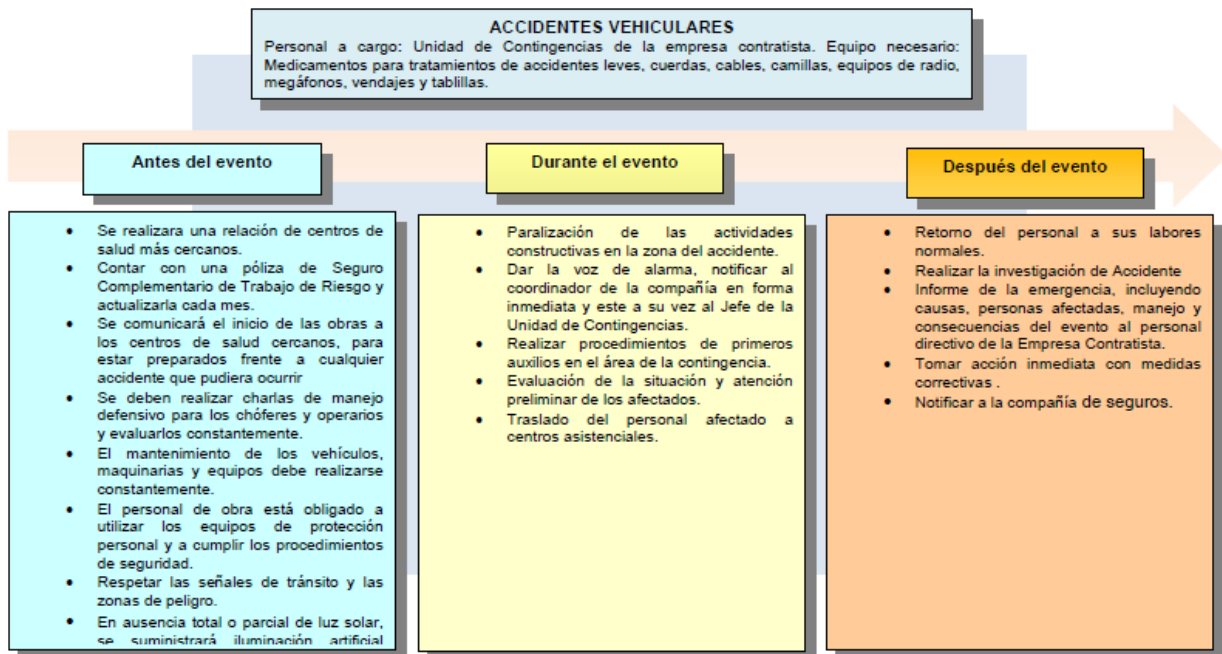 ACCIDENTES VEHICULARES
Personal a cargo: Unidad de Contingencias de la empresa contratista. Equipo necesario:
Medicamentos para tratamientos de accidentes leves, cuerdas, cables, camillas, equipos de radio,
megáfonos, vendajes y tablillas.
Antes del evento
• Se realizara una relación de centros de
salud más cercanos.
• Contar con una póliza de Seguro
Complementario de Trabajo de Riesgo y
actualizarla cada mes.
• Se comunicará el inicio de las obras a
los centros de salud cercanos, para
estar preparados frente a cualquier
accidente que pudiera ocurrir
• Se deben realizar charlas de manejo
defensivo para los chóferes y operarios
y evaluarlos constantemente.
• El mantenimiento de los vehículos,
maquinarias y equipos debe realizarse
constantemente.
• El personal de obra está obligado a
utilizar los equipos de protección
personal y a cumplir los procedimientos
de seguridad.
• Respetar las señales de tránsito y las
zonas de peligro.
• En ausencia total o parcial de luz solar,
se suministrará iluminación artificial
Durante el evento
• Paralización de las actividades
constructivas en la zona del accidente.
• Dar la voz de alarma, notificar al
coordinador de la compañía en forma
inmediata y este a su vez al Jefe de la
Unidad de Contingencias.
• Realizar procedimientos de primeros
auxilios en el área de la contingencia.
• Evaluación de la situación y atención
preliminar de los afectados.
• Traslado del personal afectado a
centros asistenciales.
Después del evento
• Retorno del personal a sus labores
normales.
• Realizar la investigación de Accidente
• Informe de la emergencia, incluyendo
causas, personas afectadas, manejo y
consecuencias del evento al personal
directivo de la Empresa Contratista.
• Tomar acción inmediata con medidas
correctivas .
• Notificar a la compañía de seguros.